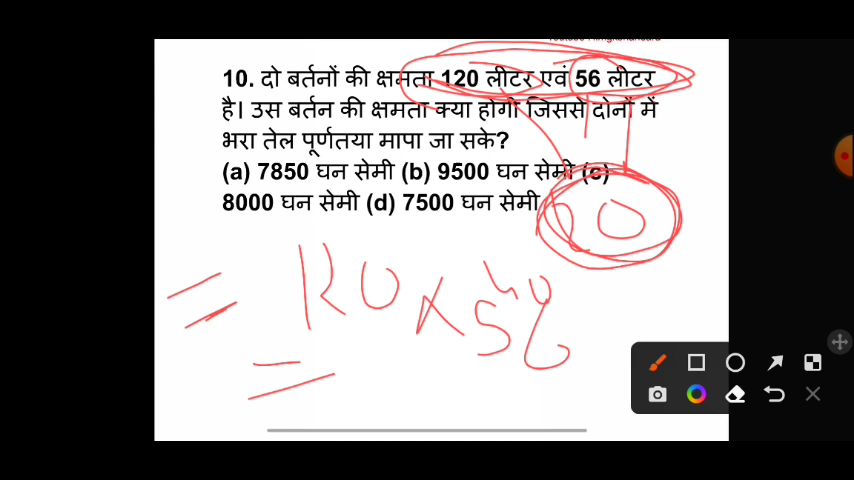 10. दो बर्तनों की क्षमता 120 लीटर एवं 56 लीटर
है। उस बर्तन की क्षमता क्या होगी जिससे दोनों में
भरा तेल पूर्णतया मापा जा सके?
(a) 7850 घन सेमी (b) 9500 घन सेमी (c)
8000 घन सेमी (d) 7500 घन सेमी
= 120 × 56
=